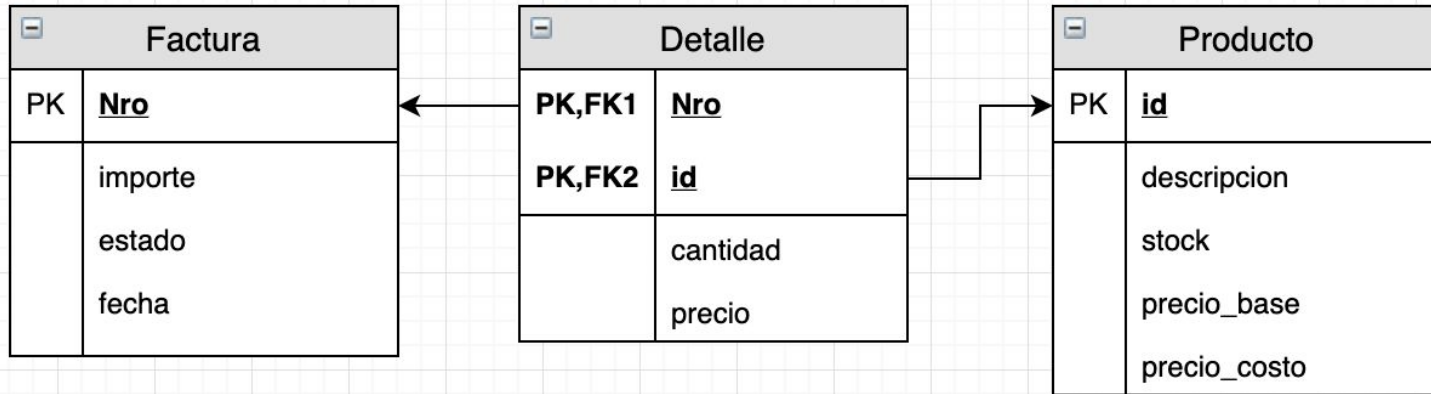 Factura
PK Nro
importe
estado
fecha
Detalle
PK,FK1 Nro
PK,FK2 id
cantidad
precio
Producto
PK id
descripcion
stock
precio_base
precio_costo